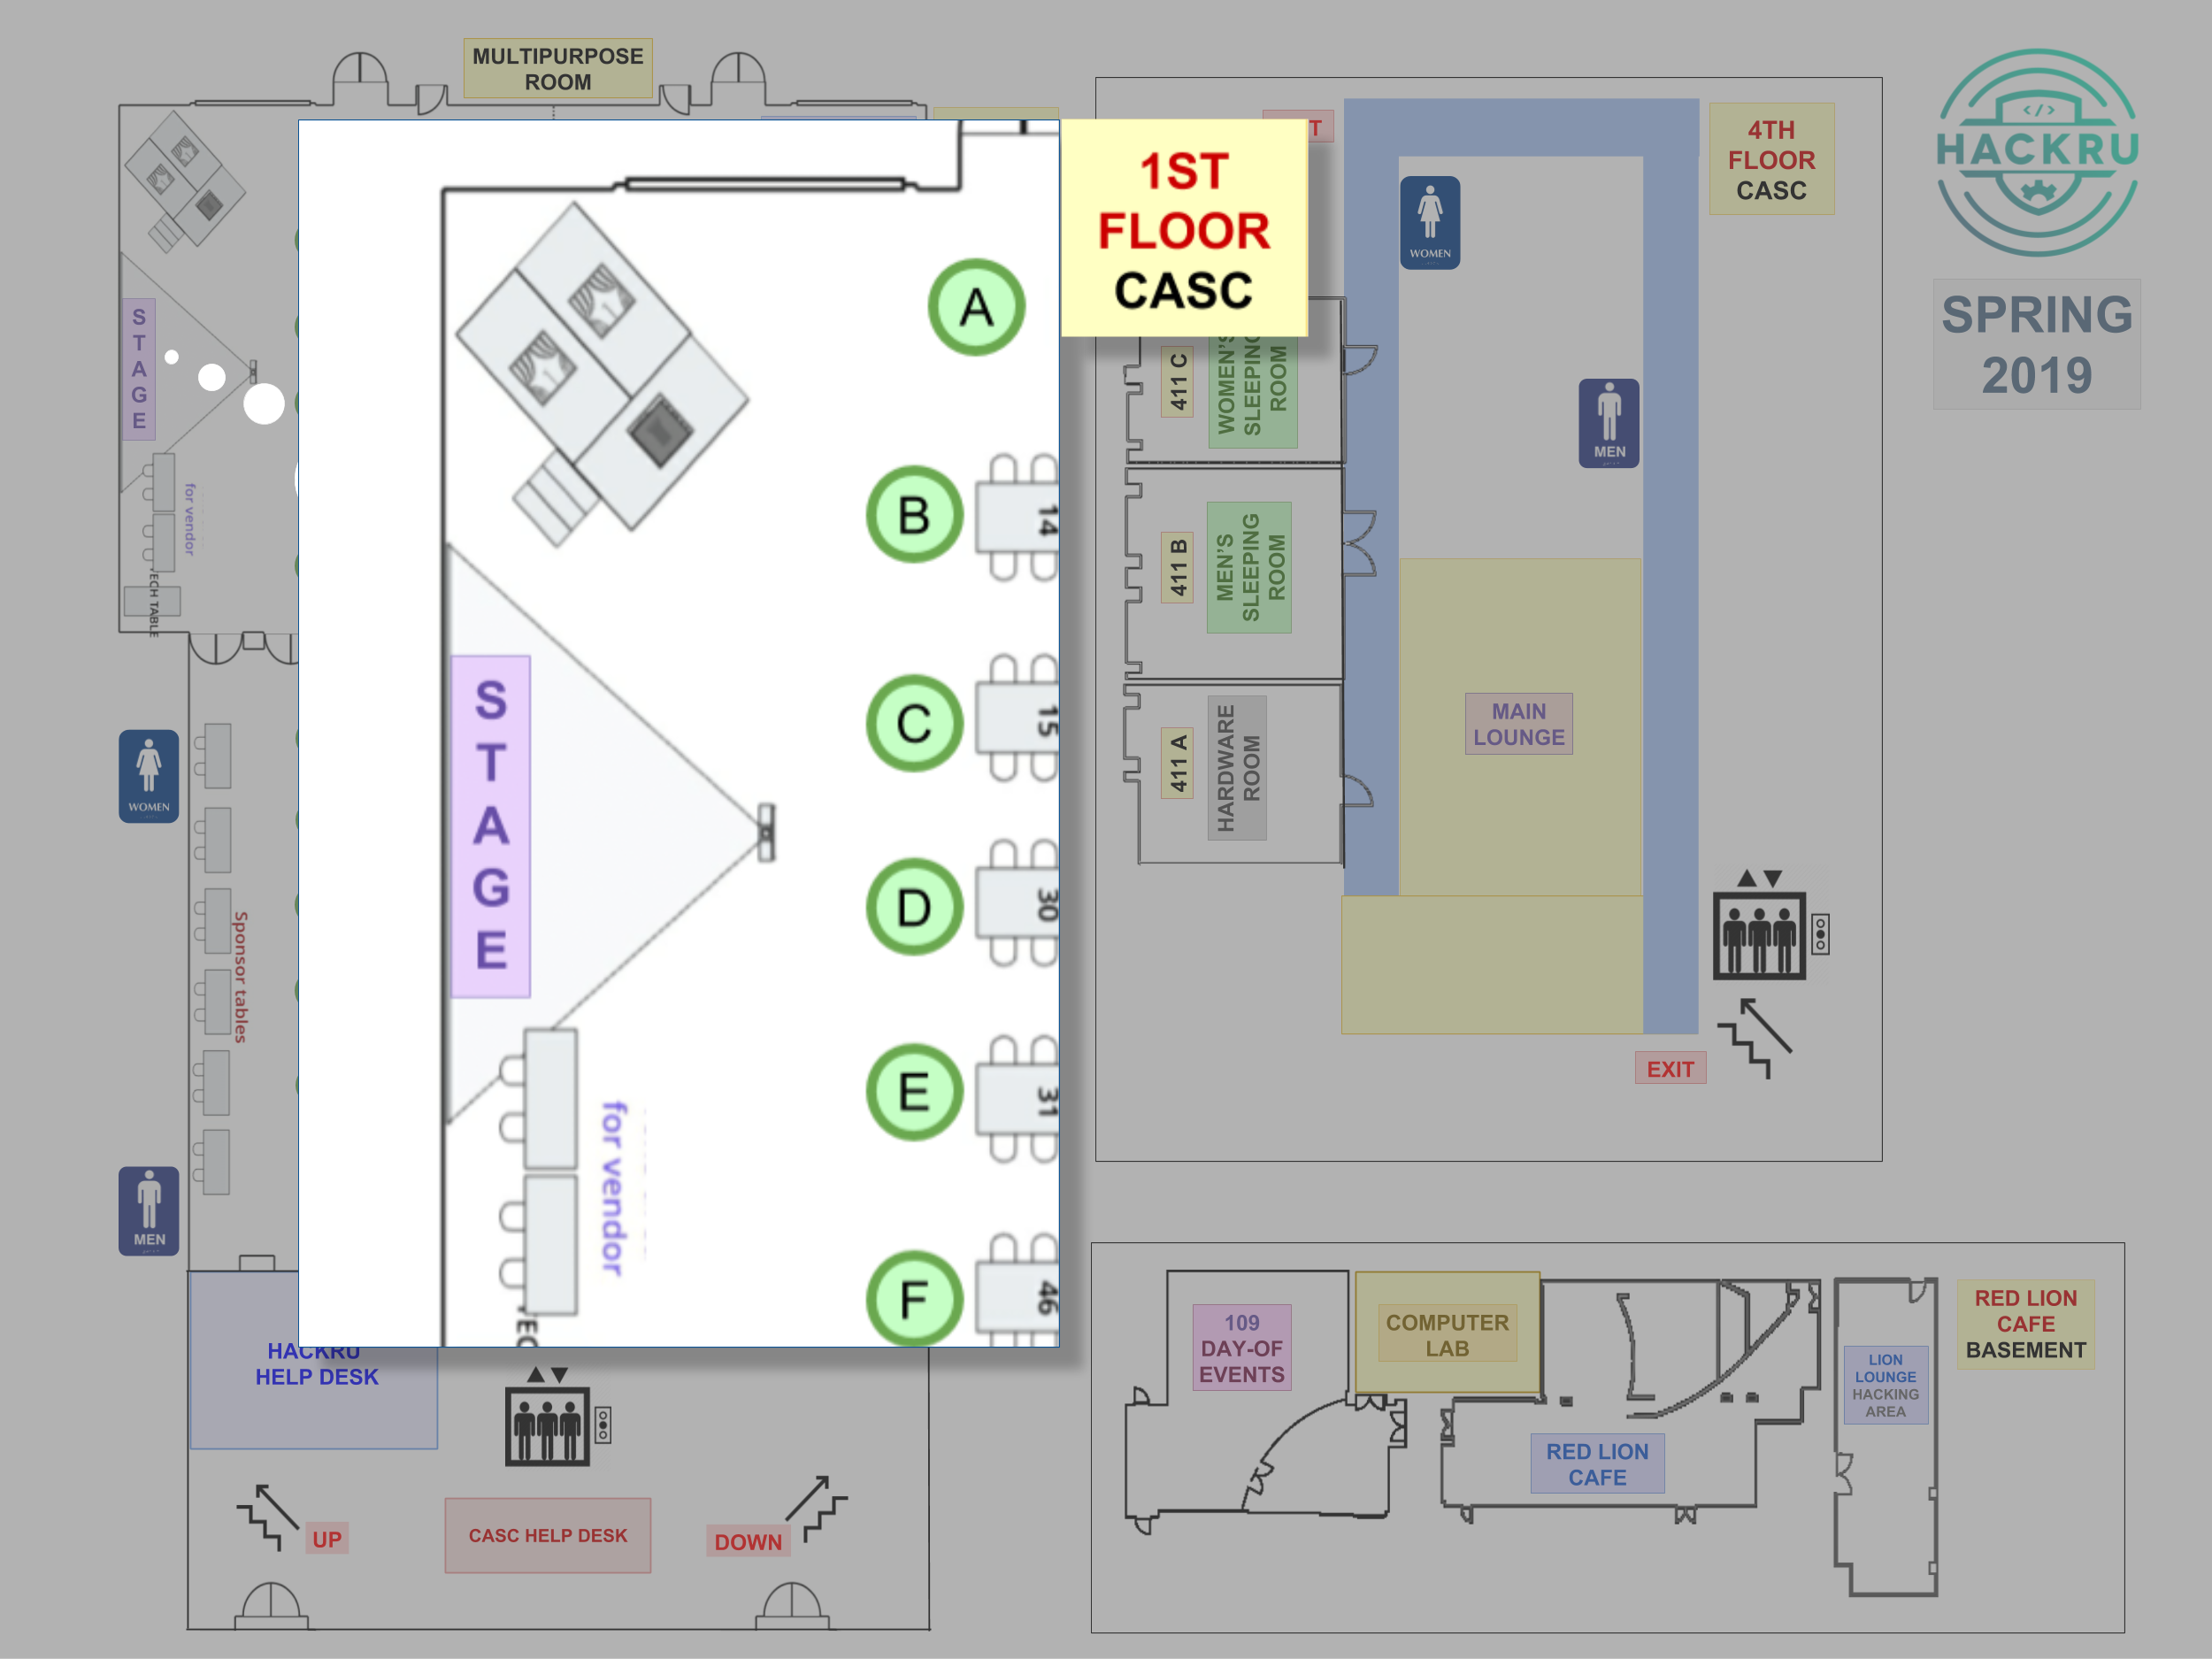 MULTIPURPOSE
ROOM
1ST
FLOOR
CASC
A
B
14
C
15
D
30
E
31
F
46
S
T
A
G
E
for vendor
S
T
A
G
E
for vendor
TECH TABLE
WOMEN
Sponsor tables
MEN
HACKRU
HELP DESK
UP
CASC HELP DESK
DOWN
4TH
FLOOR
CASC
WOMEN
MEN
411 C
WOMEN'S
SLEEPING
ROOM
411 B
MEN'S
SLEEPING
ROOM
411 A
HARDWARE
ROOM
MAIN
LOUNGE
EXIT
</>
HACKRU
SPRING
2019
109
DAY-OF
EVENTS
COMPUTER
LAB
RED LION
CAFE
LION
LOUNGE
HACKING
AREA
RED LION
CAFE
BASEMENT